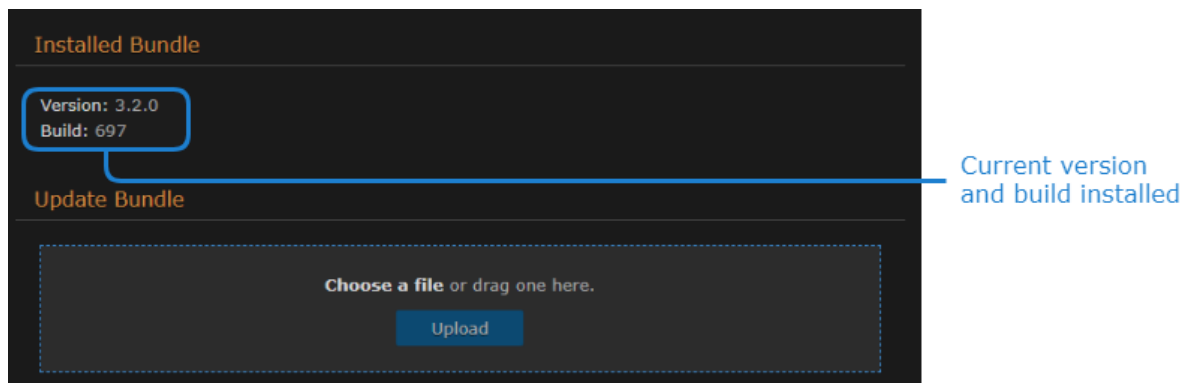 Installed Bundle
Version: 3.2.0
Build: 697
Current version
and build installed
Update Bundle
Choose a file or drag one here.
Upload